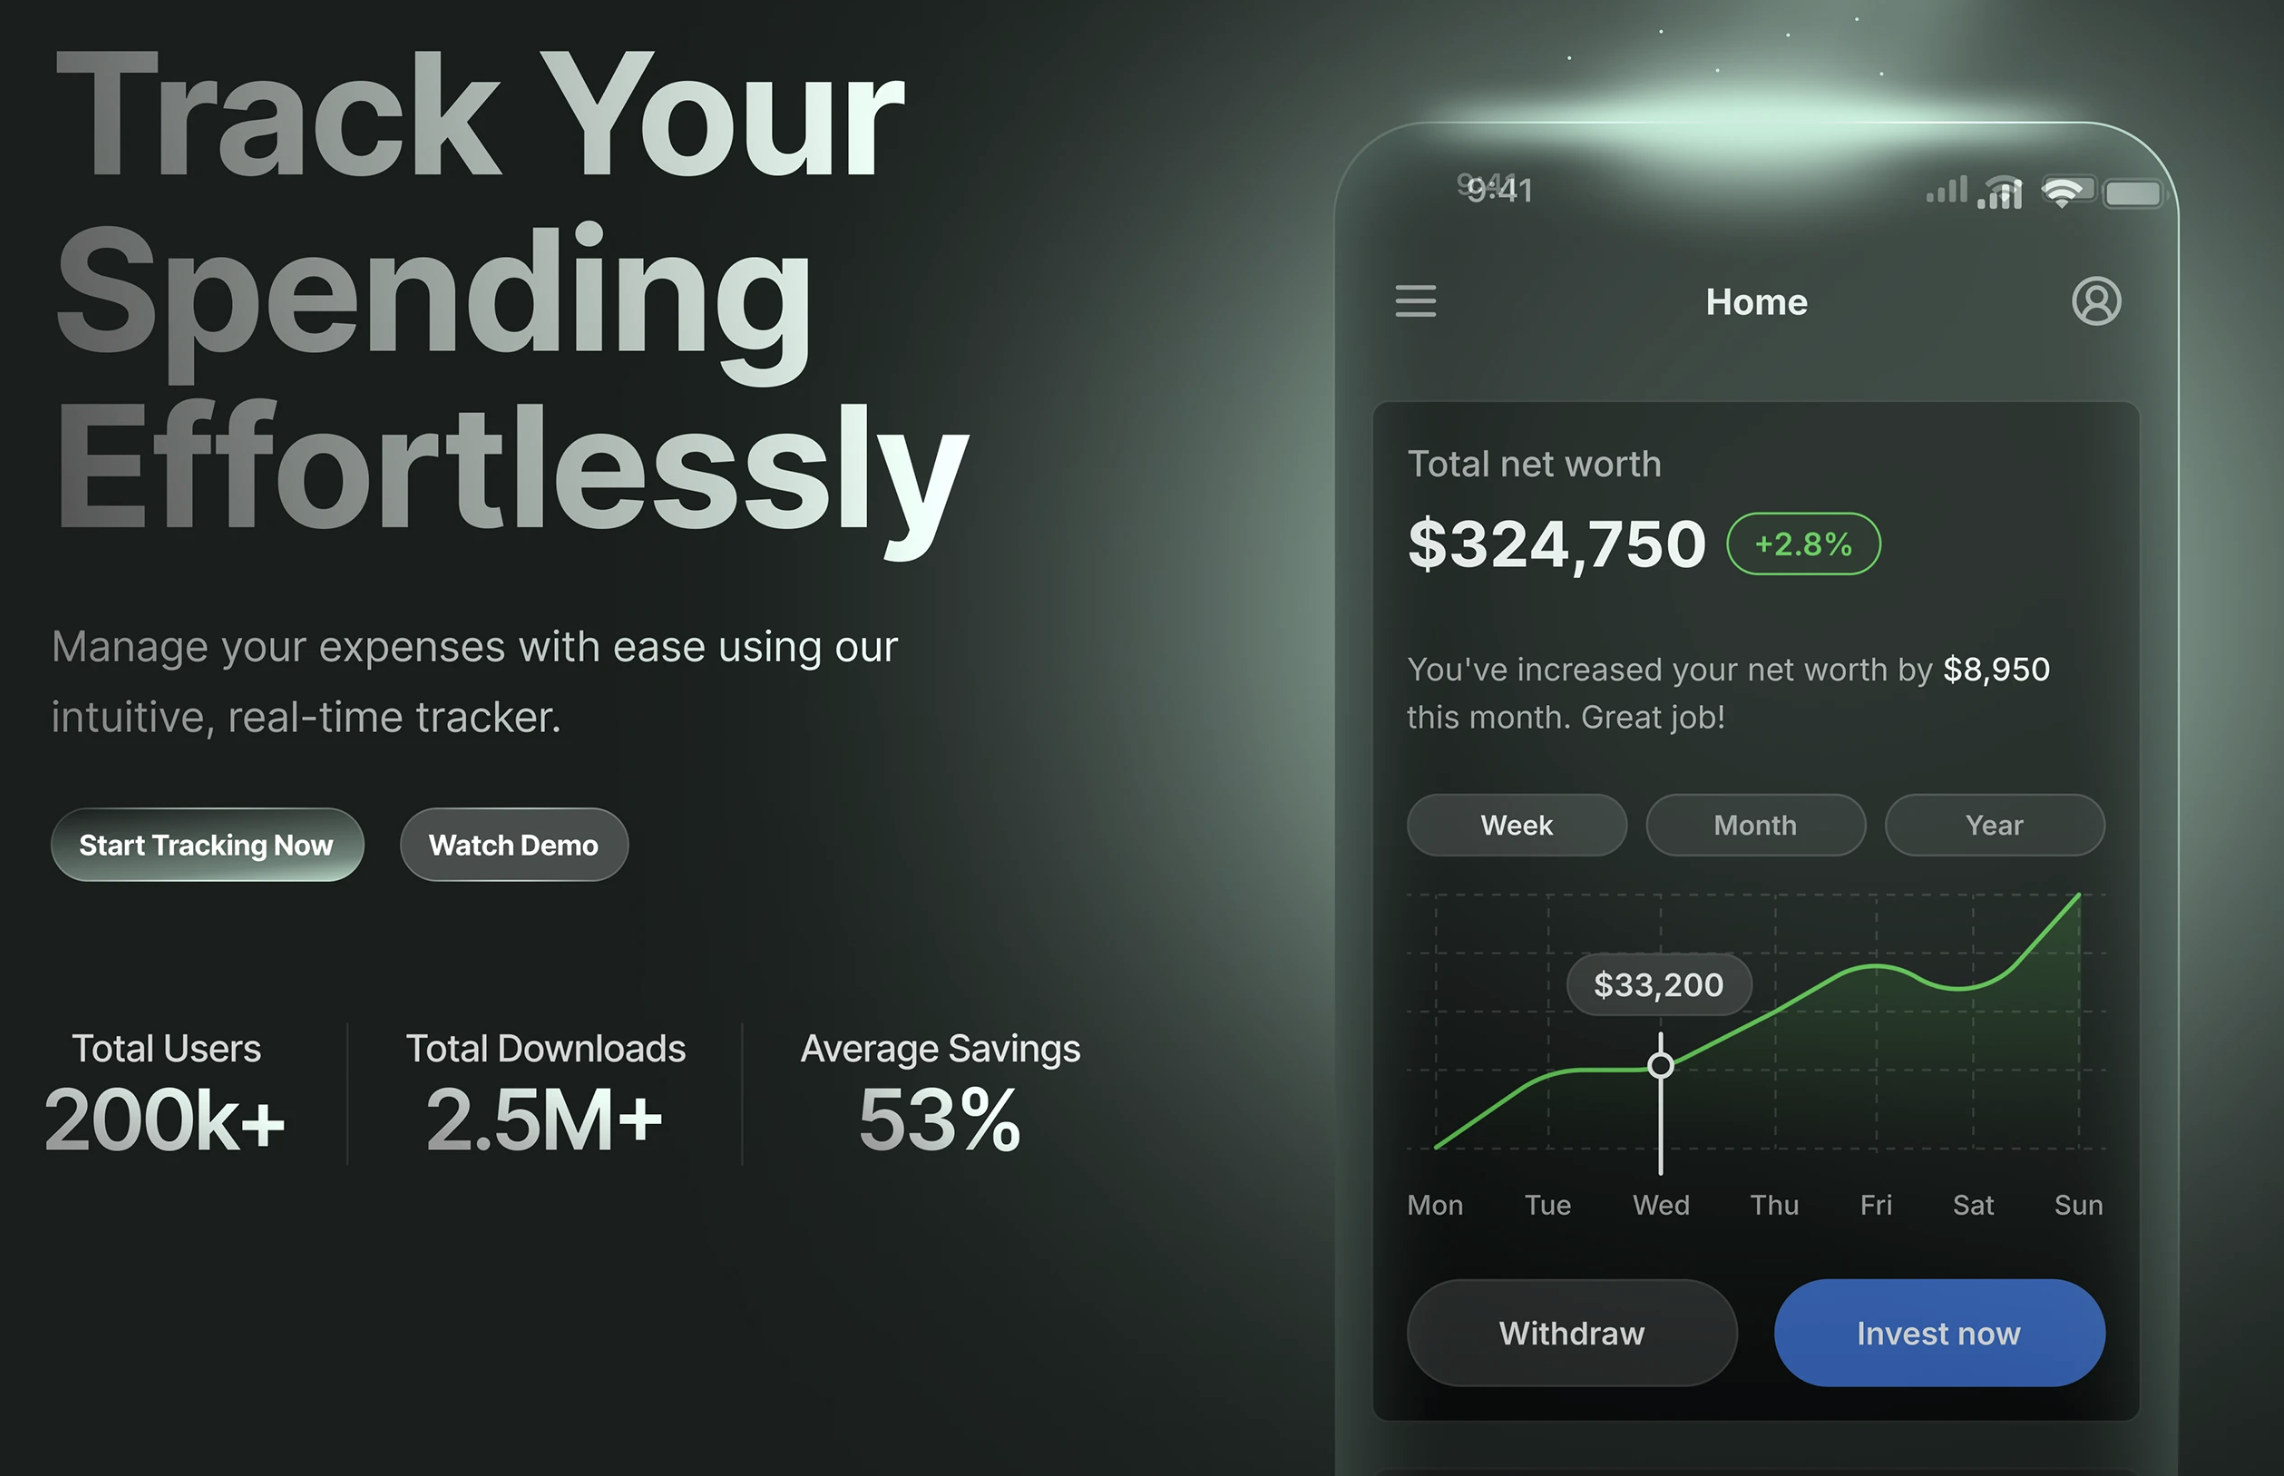 Track Your
Spending
Effortlessly
Manage your expenses with ease using our
intuitive, real-time tracker.
Start Tracking Now
Watch Demo
Total Users
200k+
Total Downloads
2.5M+
Average Savings
53%
9:41
9:41
Home
Total net worth
$324,750
+2.8%
You've increased your net worth by $8,950
this month. Great job!
Week
Month
Year
$33,200
Mon Tue Wed Thu Fri Sat Sun
Withdraw
Invest now